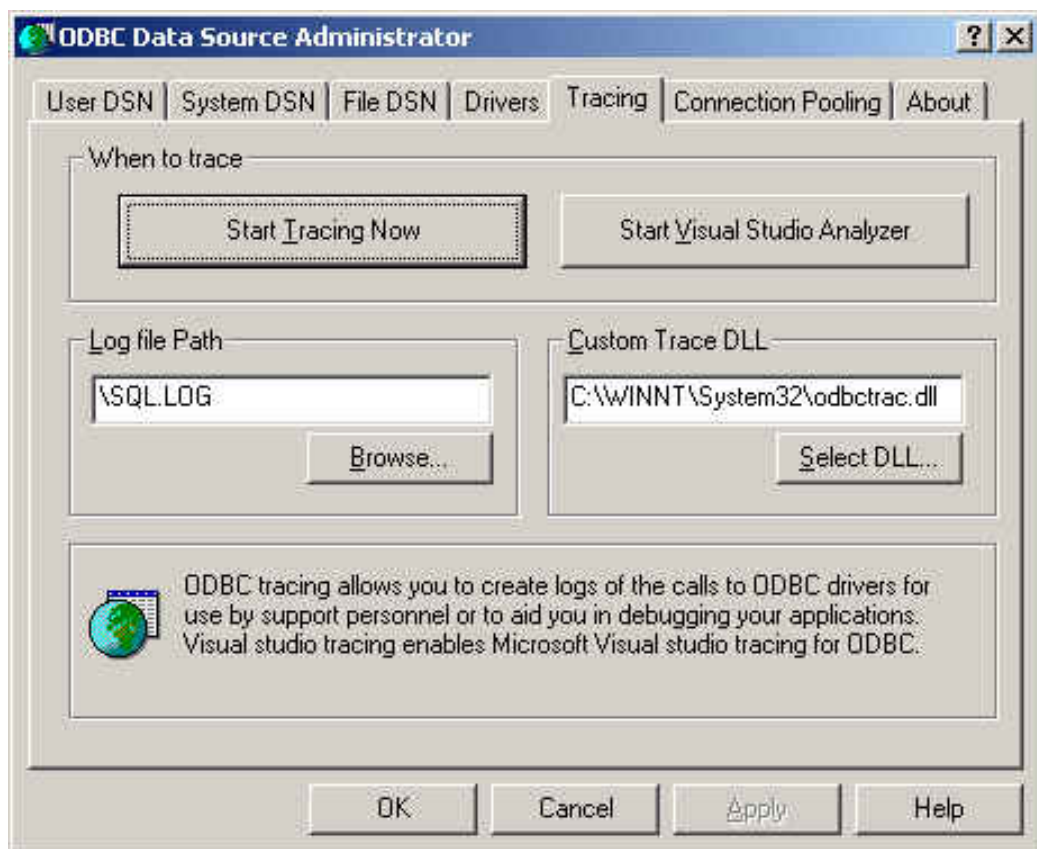 ODBC Data Source Administrator
User DSN System DSN File DSN Drivers Tracing Connection Pooling About
When to trace
Start Tracing Now Start Visual Studio Analyzer
Log file Path Custom Trace DLL
\SQL.LOG C:\WINNT\System32\odbctrac.dll
Browse... Select DLL...
ODBC tracing allows you to create logs of the calls to ODBC drivers for
use by support personnel or to aid you in debugging your applications.
Visual studio tracing enables Microsoft Visual studio tracing for ODBC.
OK Cancel Apply Help